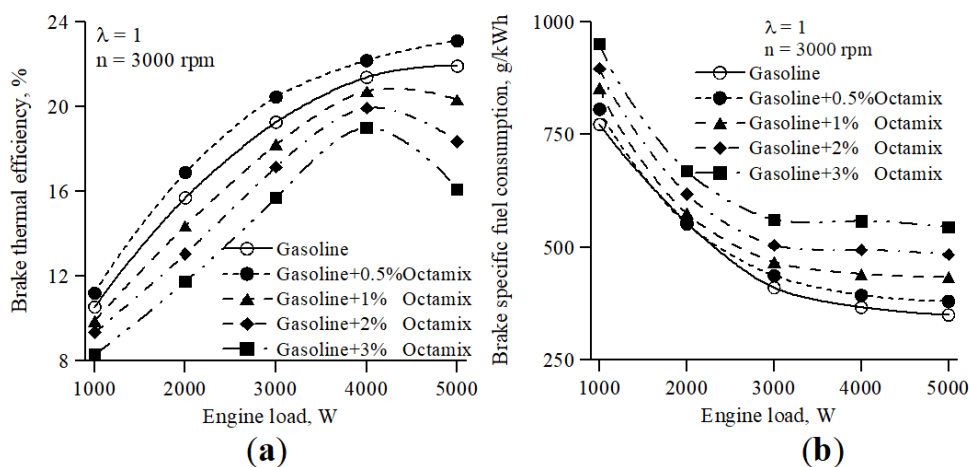 Brake thermal efficiency, %
24
20
16
12
8
λ = 1
n = 3000 rpm
Gasoline
Gasoline+0.5%Octamix
Gasoline+1% Octamix
Gasoline+2% Octamix
Gasoline+3% Octamix
1000 2000 3000 4000 5000
Engine load, W
(a)
Brake specific fuel consumption, g/kWh
1000
750
500
250
λ = 1
n = 3000 rpm
Gasoline
Gasoline+0.5%Octamix
Gasoline+1% Octamix
Gasoline+2% Octamix
Gasoline+3% Octamix
1000 2000 3000 4000 5000
Engine load, W
(b)